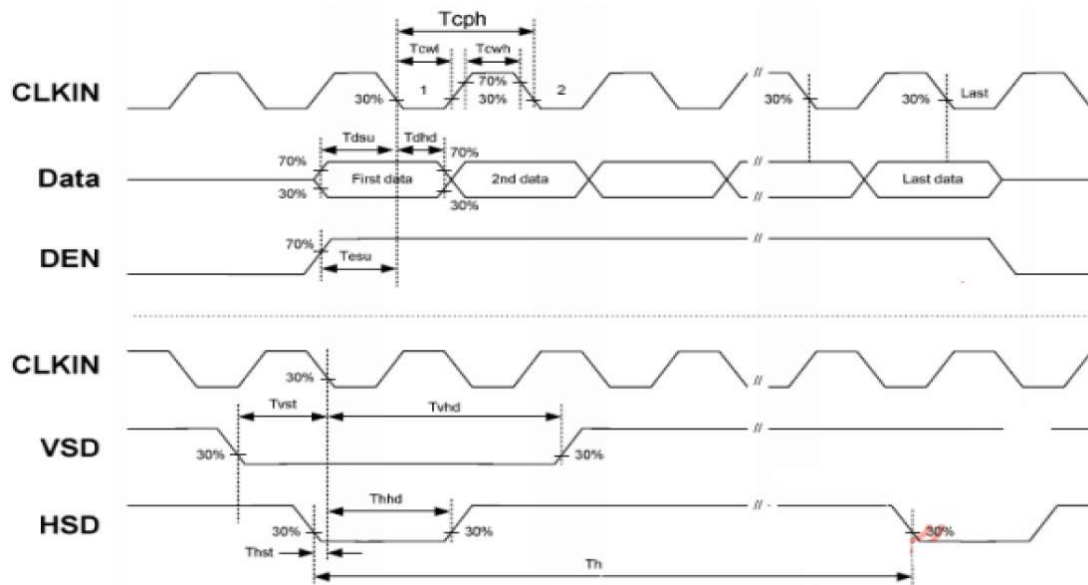 Tcph
Tcwl Tcwh
CLKIN 30% 1 70% 30% 2 // 30% 30% Last
Tdsu Tdhd
70% 70%
Data First data 2nd data // Last data
30% 30%
DEN 70% //
Tesu
CLKIN 30% //
Tvst Tvhd
VSD 30% 30% //
Thhd
HSD 30% 30% // 30%
Thst
Th